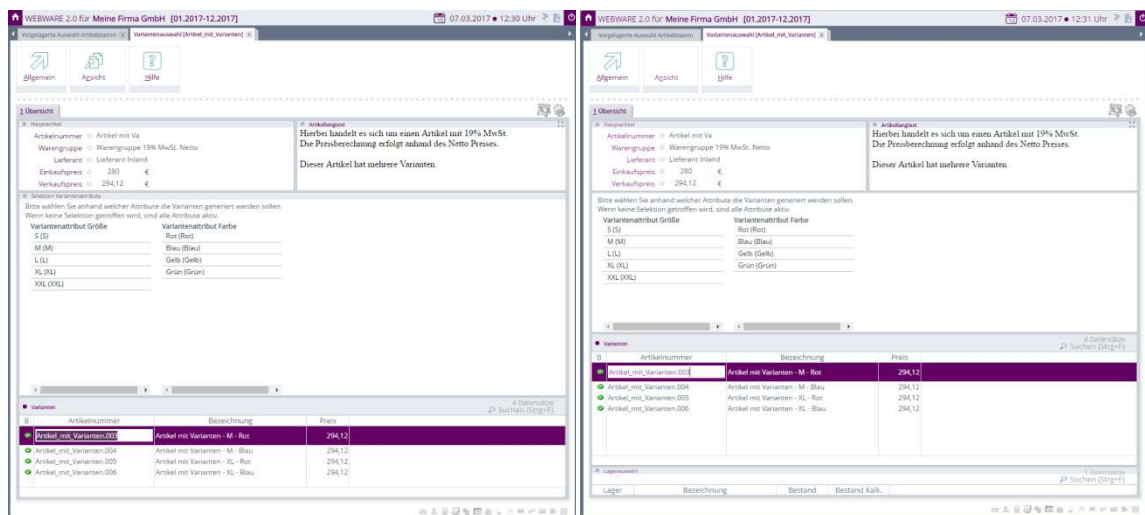 WEBWARE 2.0 für Meine Firma GmbH [01.2017-12.2017]
07.03.2017 • 12:30 Uhr
Vorgelagerte Auswahl Artikelstamm
Variantenauswahl [Artikel_mit_Varianten]
Allgemein
Ansicht
Hilfe
1 Übersicht
Hauptartikel
Artikelnummer Artikel mit Va
Warengruppe Warengruppe 19% MwSt. Netto
Lieferant Lieferant Inland
Einkaufspreis 280 €
Verkaufspreis 294,12 €
Artikellangtext
Hierbei handelt es sich um einen Artikel mit 19% MwSt.
Die Preisberechnung erfolgt anhand des Netto Preises.
Dieser Artikel hat mehrere Varianten.
Selektion Variantenattribute
Bitte wählen Sie anhand welcher Attribute die Varianten generiert werden sollen.
Wenn keine Selektion getroffen wird, sind alle Attribute aktiv.
Variantenattribut Größe
S (S)
M (M)
L (L)
XL (XL)
XXL (XXL)
Variantenattribut Farbe
Rot (Rot)
Blau (Blau)
Gelb (Gelb)
Grün (Grün)
Varianten
4 Datensätze
Suchen (Strg+F)
B Artikelnummer Bezeichnung Preis
Artikel_mit_Varianten.003 Artikel mit Varianten - M - Rot 294,12
Artikel_mit_Varianten.004 Artikel mit Varianten - M - Blau 294,12
Artikel_mit_Varianten.005 Artikel mit Varianten - XL - Rot 294,12
Artikel_mit_Varianten.006 Artikel mit Varianten - XL - Blau 294,12
WEBWARE 2.0 für Meine Firma GmbH [01.2017-12.2017]
07.03.2017 • 12:31 Uhr
Vorgelagerte Auswahl Artikelstamm
Variantenauswahl [Artikel_mit_Varianten]
Allgemein
Ansicht
Hilfe
1 Übersicht
Hauptartikel
Artikelnummer Artikel mit Va
Warengruppe Warengruppe 19% MwSt. Netto
Lieferant Lieferant Inland
Einkaufspreis 280 €
Verkaufspreis 294,12 €
Artikellangtext
Hierbei handelt es sich um einen Artikel mit 19% MwSt.
Die Preisberechnung erfolgt anhand des Netto Preises.
Dieser Artikel hat mehrere Varianten.
Bitte wählen Sie anhand welcher Attribute die Varianten generiert werden sollen.
Wenn keine Selektion getroffen wird, sind alle Attribute aktiv.
Variantenattribut Größe
S (S)
M (M)
L (L)
XL (XL)
XXL (XXL)
Variantenattribut Farbe
Rot (Rot)
Blau (Blau)
Gelb (Gelb)
Grün (Grün)
Varianten
4 Datensätze
Suchen (Strg+F)
B Artikelnummer Bezeichnung Preis
Artikel_mit_Varianten.003 Artikel mit Varianten - M - Rot 294,12
Artikel_mit_Varianten.004 Artikel mit Varianten - M - Blau 294,12
Artikel_mit_Varianten.005 Artikel mit Varianten - XL - Rot 294,12
Artikel_mit_Varianten.006 Artikel mit Varianten - XL - Blau 294,12
Lagerauswahl
1 Datensätze
Suchen (Strg+F)
Lager Bezeichnung Bestand Bestand Kalk.